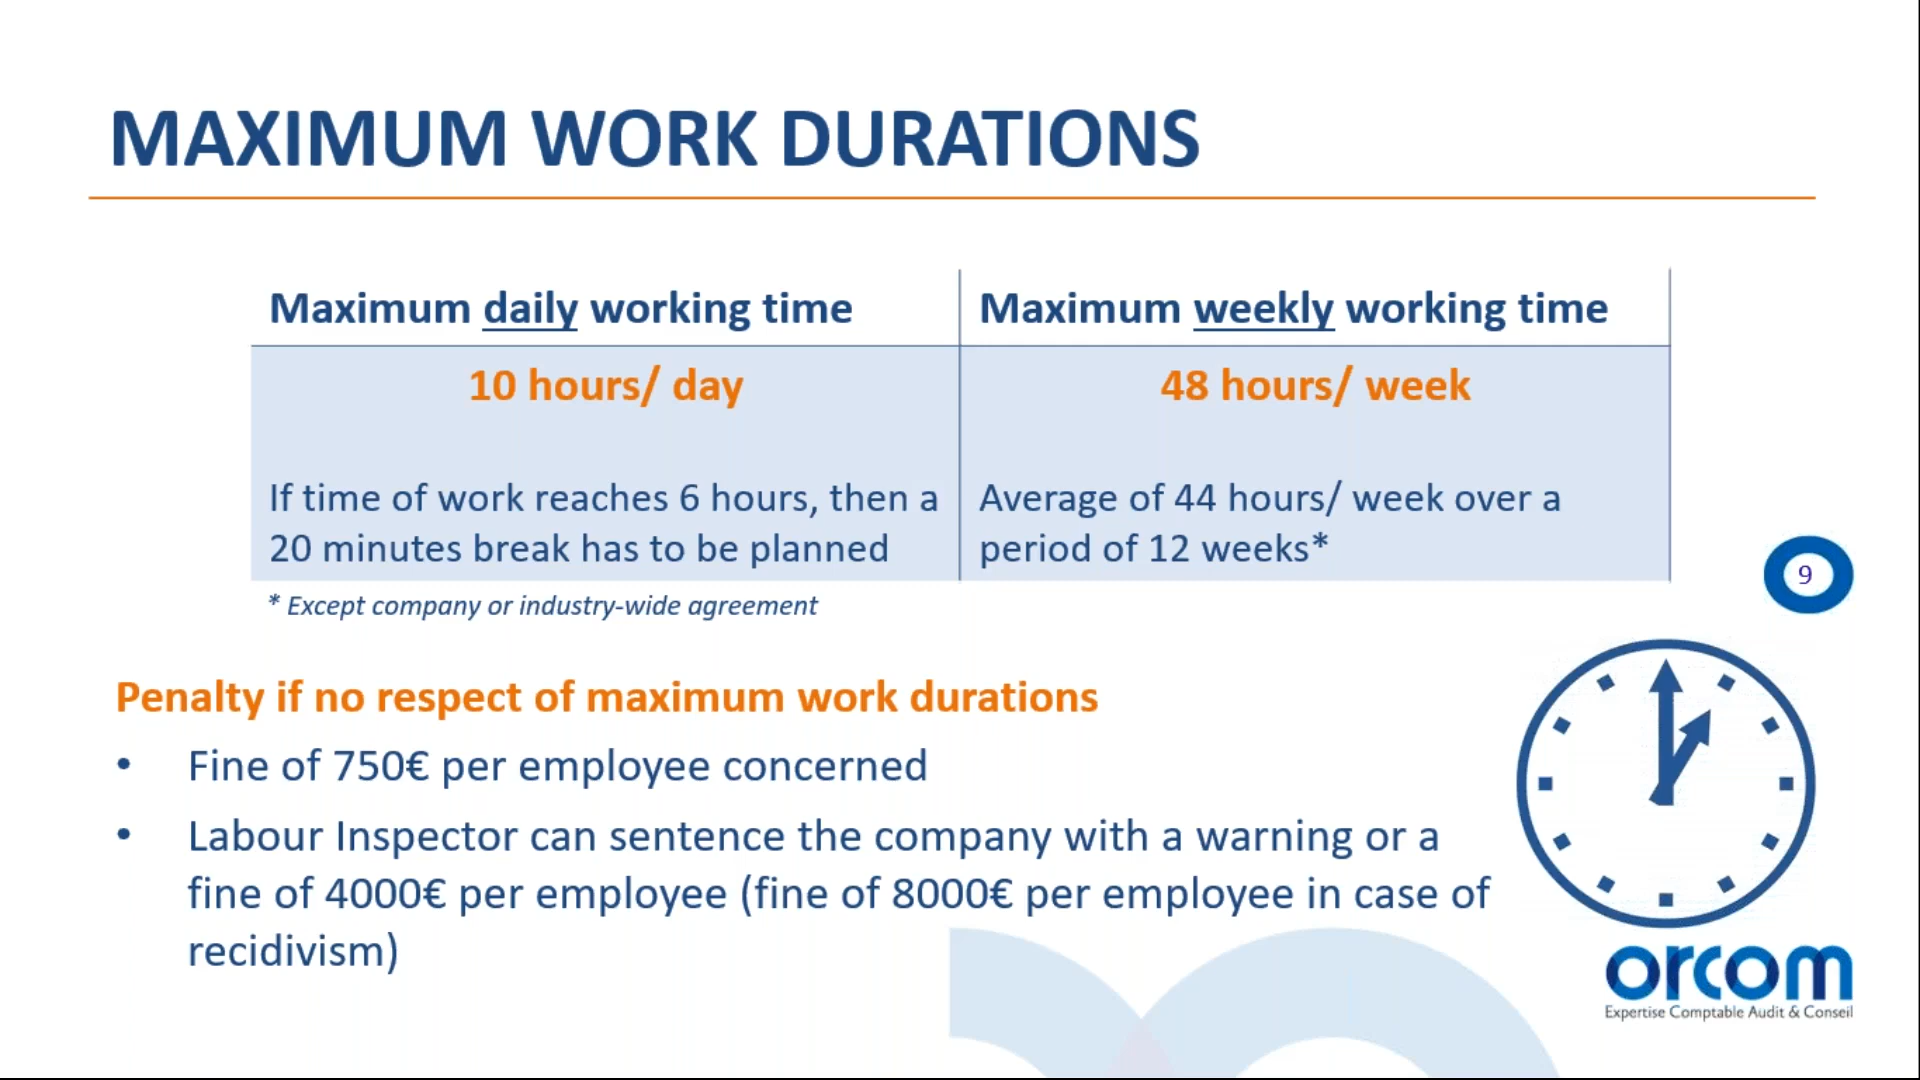 MAXIMUM WORK DURATIONS
Maximum daily working time
Maximum weekly working time
10 hours/ day
48 hours/ week
If time of work reaches 6 hours, then a
20 minutes break has to be planned
Average of 44 hours/ week over a
period of 12 weeks*
* Except company or industry-wide agreement
9
Penalty if no respect of maximum work durations
• Fine of 750€ per employee concerned
• Labour Inspector can sentence the company with a warning or a
fine of 4000€ per employee (fine of 8000€ per employee in case of
recidivism)
orcom
Expertise Comptable Audit & Conseil